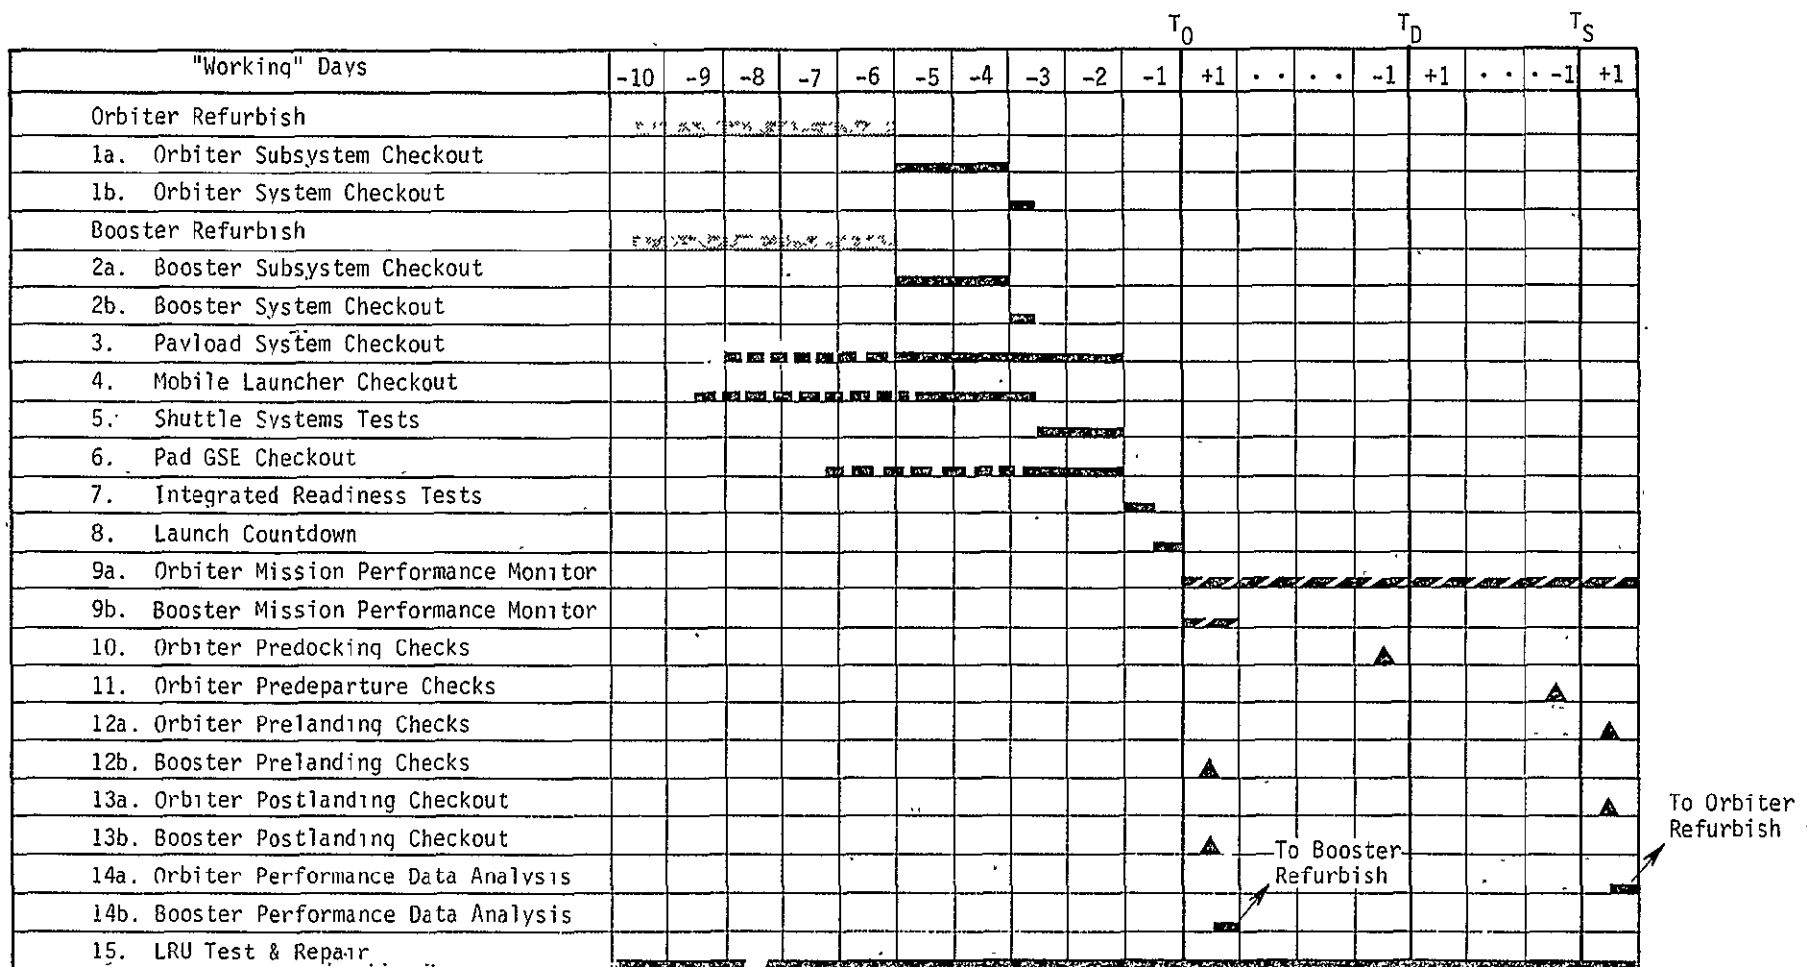 T0 TD TS
"Working" Days -10 -9 -8 -7 -6 -5 -4 -3 -2 -1 +1 · · · · -1 +1 · · · -1 +1
Orbiter Refurbish
1a. Orbiter Subsystem Checkout
1b. Orbiter System Checkout
Booster Refurbish
2a. Booster Subsystem Checkout
2b. Booster System Checkout
3. Payload System Checkout
4. Mobile Launcher Checkout
5. Shuttle Systems Tests
6. Pad GSE Checkout
7. Integrated Readiness Tests
8. Launch Countdown
9a. Orbiter Mission Performance Monitor
9b. Booster Mission Performance Monitor
10. Orbiter Predocking Checks
11. Orbiter Predeparture Checks
12a. Orbiter Prelanding Checks
12b. Booster Prelanding Checks
13a. Orbiter Postlanding Checkout
To Orbiter
Refurbish
13b. Booster Postlanding Checkout
To Booster
Refurbish
14a. Orbiter Performance Data Analysis
14b. Booster Performance Data Analysis
15. LRU Test & Repair